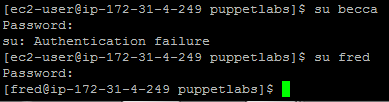 [ec2-user@ip-172-31-4-249 puppetlabs]$ su becca
Password:
su: Authentication failure
[ec2-user@ip-172-31-4-249 puppetlabs]$ su fred
Password:
[fred@ip-172-31-4-249 puppetlabs]$